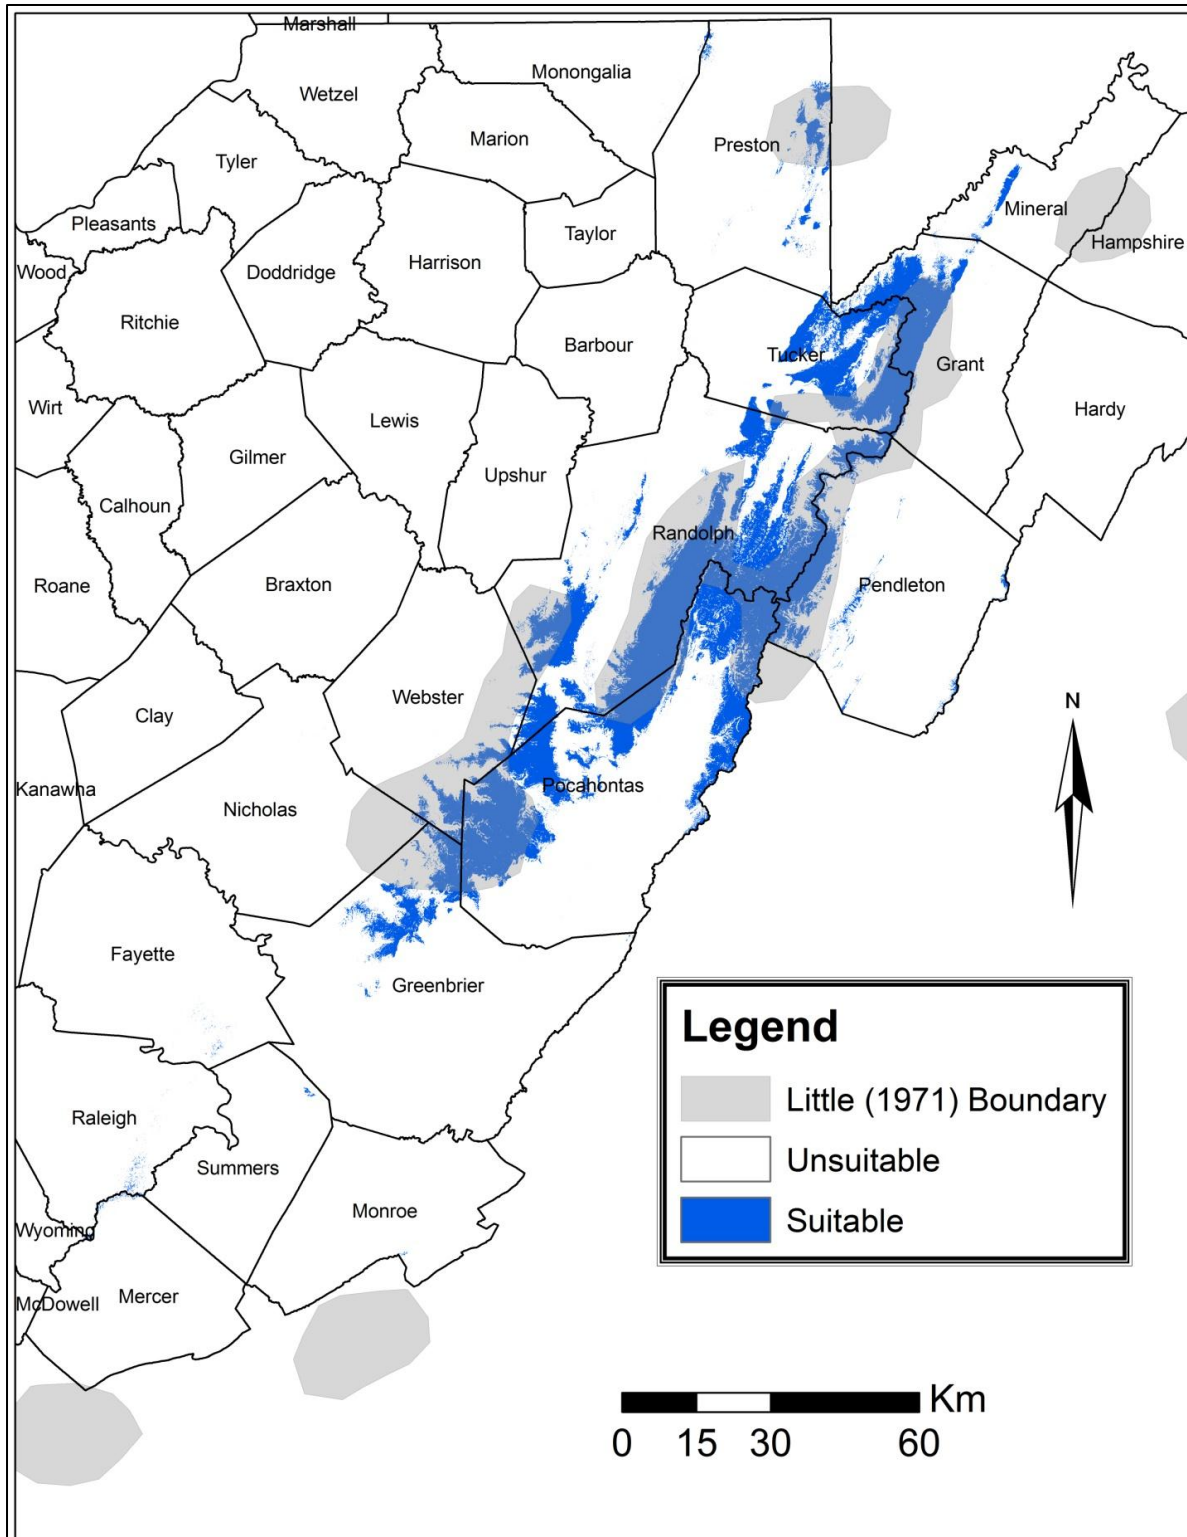 Marshall
Wetzel
Monongalia
Marion
Preston
Tyler
Pleasants
Taylor
Mineral
Hampshire
Wood
Doddridge
Harrison
Ritchie
Barbour
Tucker
Grant
Wirt
Lewis
Hardy
Gilmer
Upshur
Calhoun
Randolph
Roane
Braxton
Pendleton
Webster
Clay
N
Kanawha
Nicholas
Pocahontas
Fayette
Greenbrier
Legend
Little (1971) Boundary
Unsuitable
Suitable
Raleigh
Summers
Monroe
Wyoming
McDowell
Mercer
Km
0 15 30 60